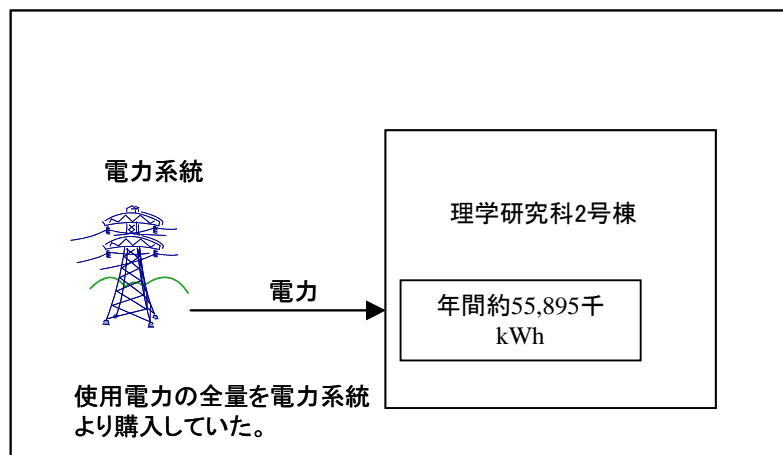 電力系統
理学研究科2号棟
電力
年間約55,895千
kWh
使用電力の全量を電力系統
より購入していた。